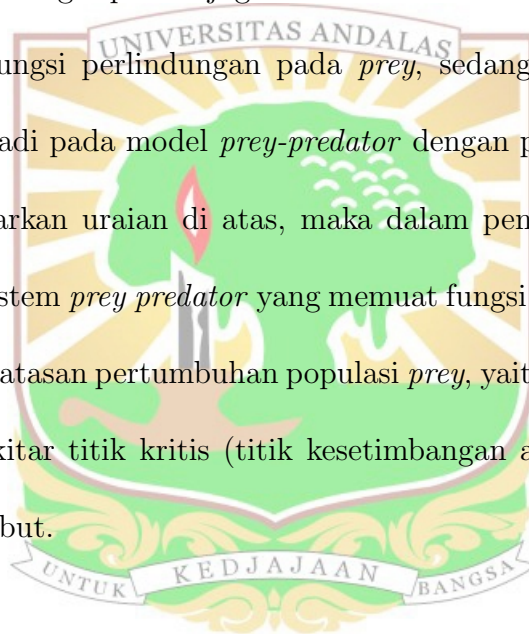 UNIVERSITAS ANDALAS
ungsi perlindungan pada prey, sedang
adi pada model prey-predator dengan p
arkan uraian di atas, maka dalam pen
stem prey predator yang memuat fungsi
atasan pertumbuhan populasi prey, yait
kitar titik kritis (titik kesetimbangan a
but.
UNTUK KEDJAJAAN BANGSA